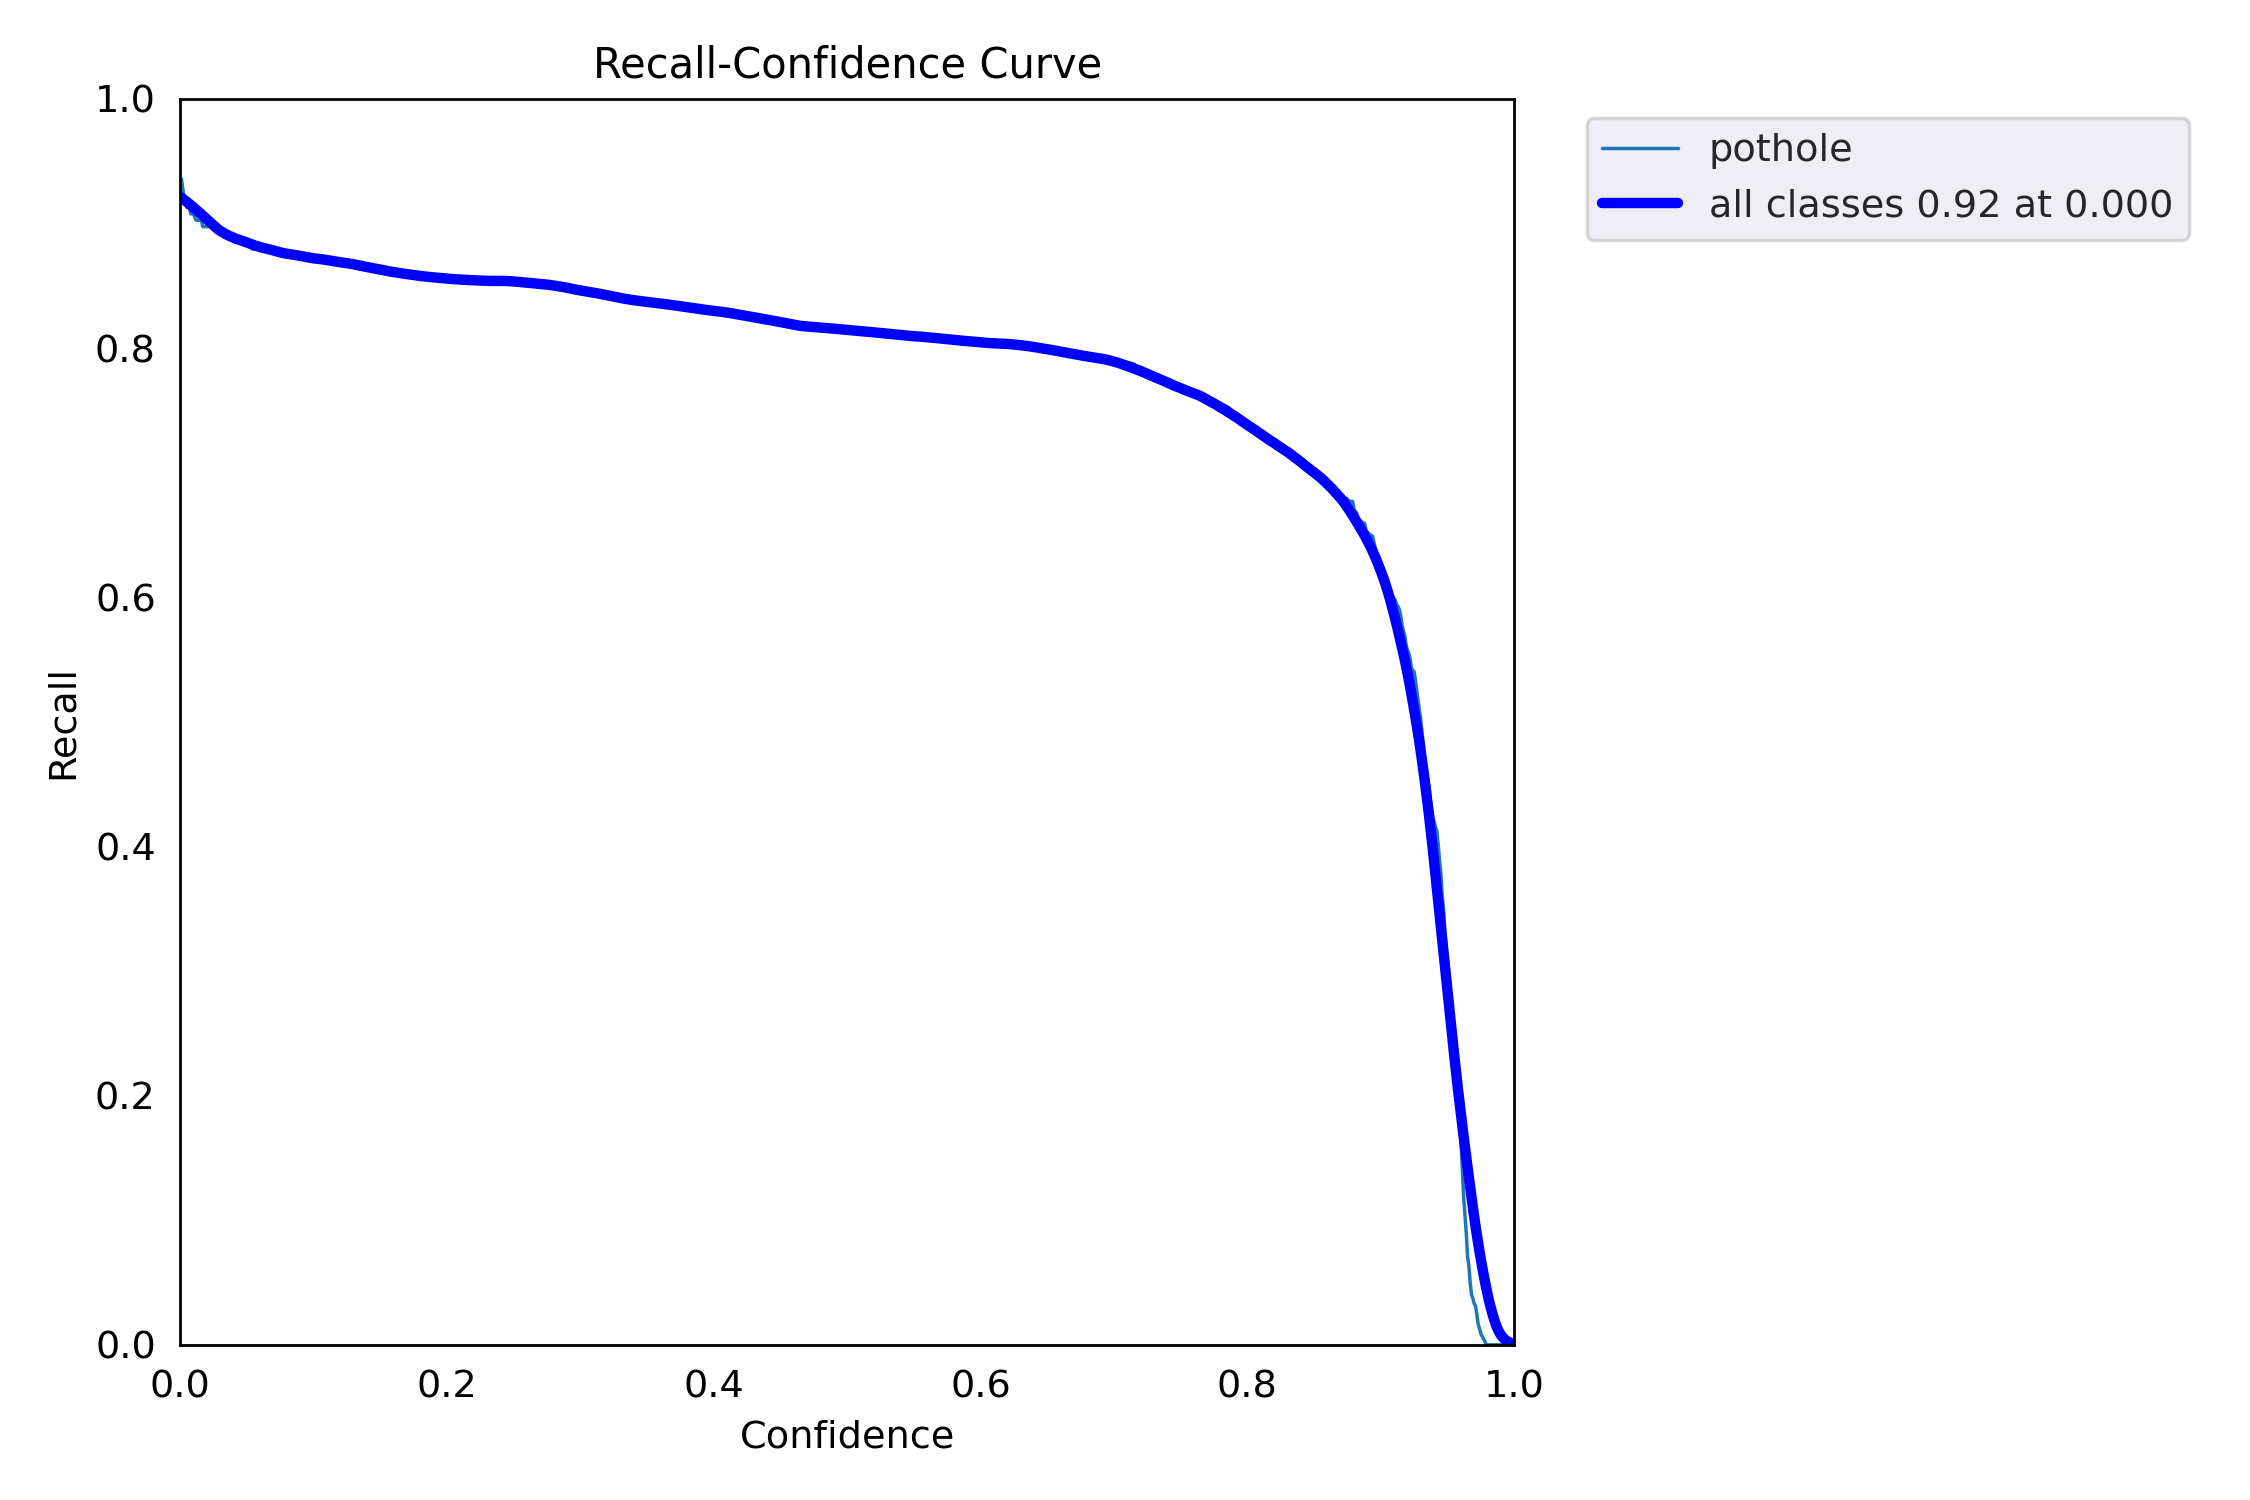 Recall-Confidence Curve
1.0
0.8
0.6
0.4
0.2
0.0
Recall
0.0 0.2 0.4 0.6 0.8 1.0
Confidence
pothole
all classes 0.92 at 0.000